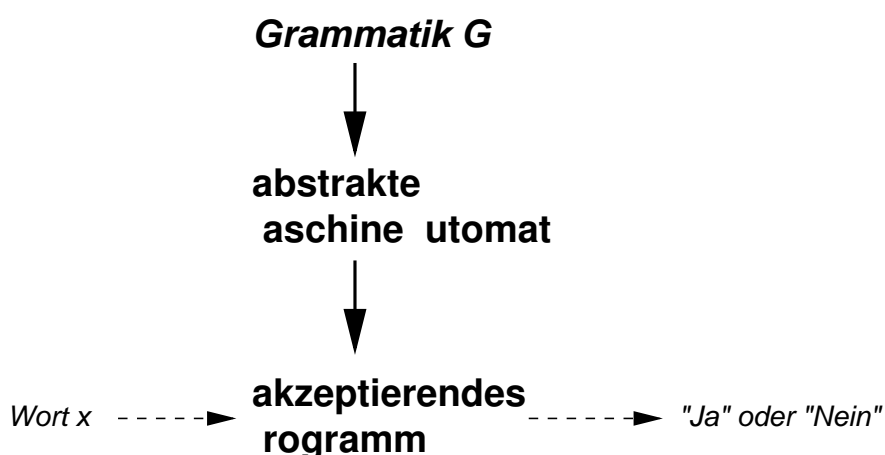 Grammatik G
abstrakte
aschine utomat
akzeptierendes
Wort x
"Ja" oder "Nein"
rogramm